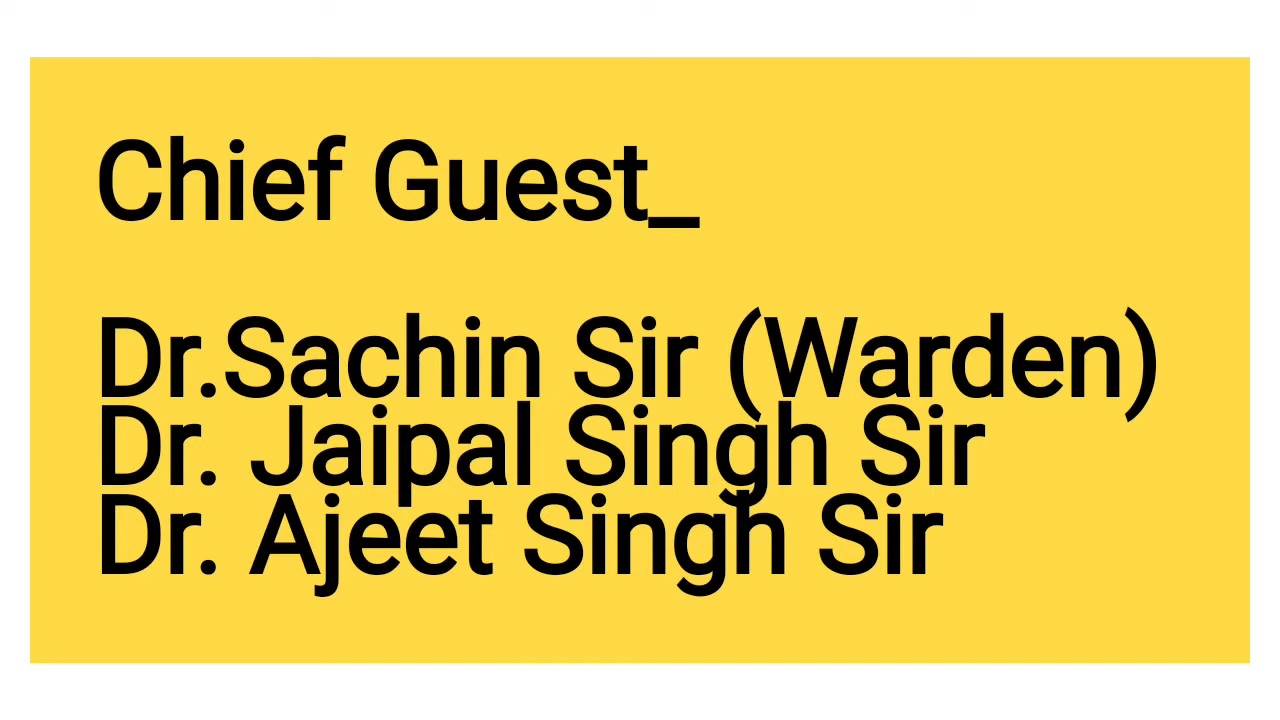 Chief Guest_
Dr.Sachin Sir (Warden)
Dr. Jaipal Singh Sir
Dr. Ajeet Singh Sir